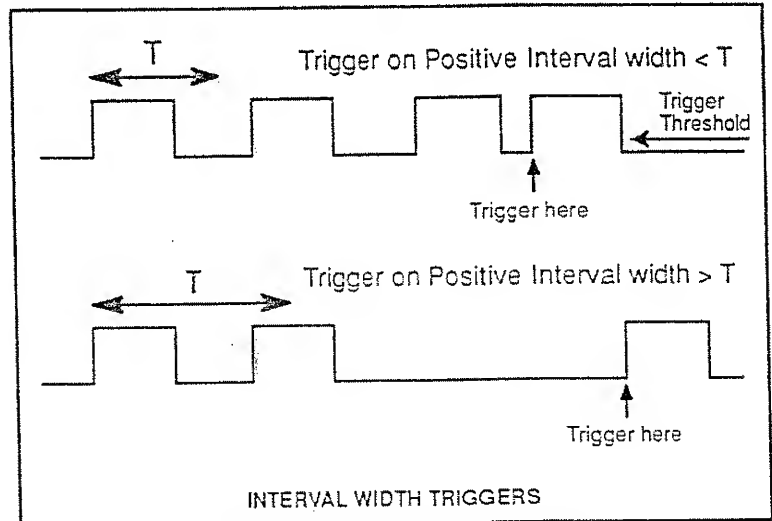 T
Trigger on Positive Interval width < T
Trigger
Threshold
Trigger here
T
Trigger on Positive Interval width > T
Trigger here
INTERVAL WIDTH TRIGGERS